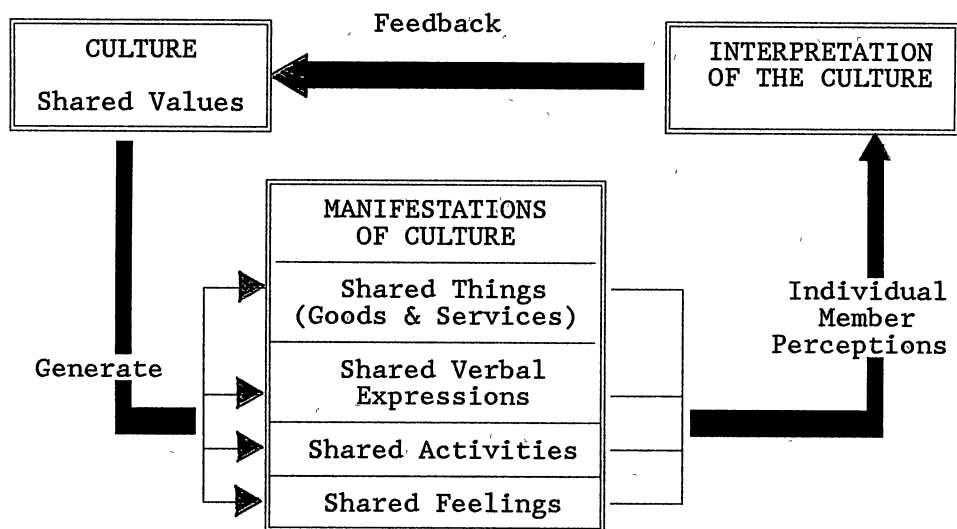 Feedback
CULTURE
Shared Values
INTERPRETATION
OF THE CULTURE
MANIFESTATIONS
OF CULTURE
Shared Things
(Goods & Services)
Shared Verbal
Expressions
Shared Activities
Shared Feelings
Generate
Individual
Member
Perceptions